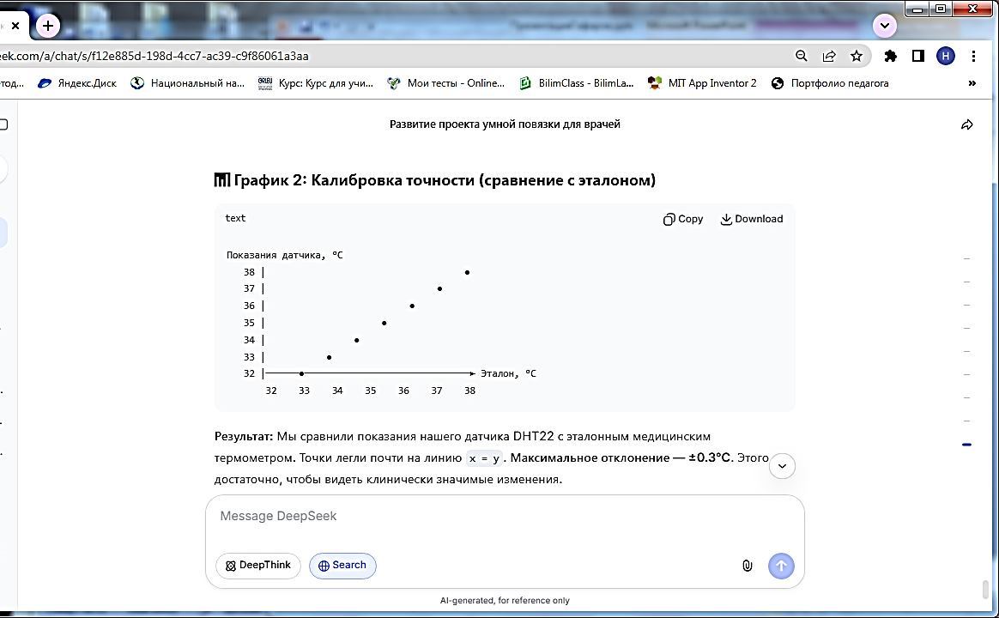 eek.com/a/chat/s/f12e885d-198d-4cc7-ac39-c9f86061a3aa
H
тод...
Яндекс.Диск
Национальный на...
Курс: Курс для учи...
Мои тесты - Online...
BilimClass - BilimLa...
MIT App Inventor 2
Портфолио педагога
»
Развитие проекта умной повязки для врачей
График 2: Калибровка точности (сравнение с эталоном)
text
Copy
Download
Показания датчика, °C
38 |
37 |
36 |
35 |
34 |
33 |
32 | Эталон, °C
32 33 34 35 36 37 38
Результат: Мы сравнили показания нашего датчика DHT22 с эталонным медицинским
термометром. Точки легли почти на линию x = y. Максимальное отклонение — ±0.3°C. Этого
достаточно, чтобы видеть клинически значимые изменения.
Message DeepSeek
DeepThink
Search
AI-generated, for reference only